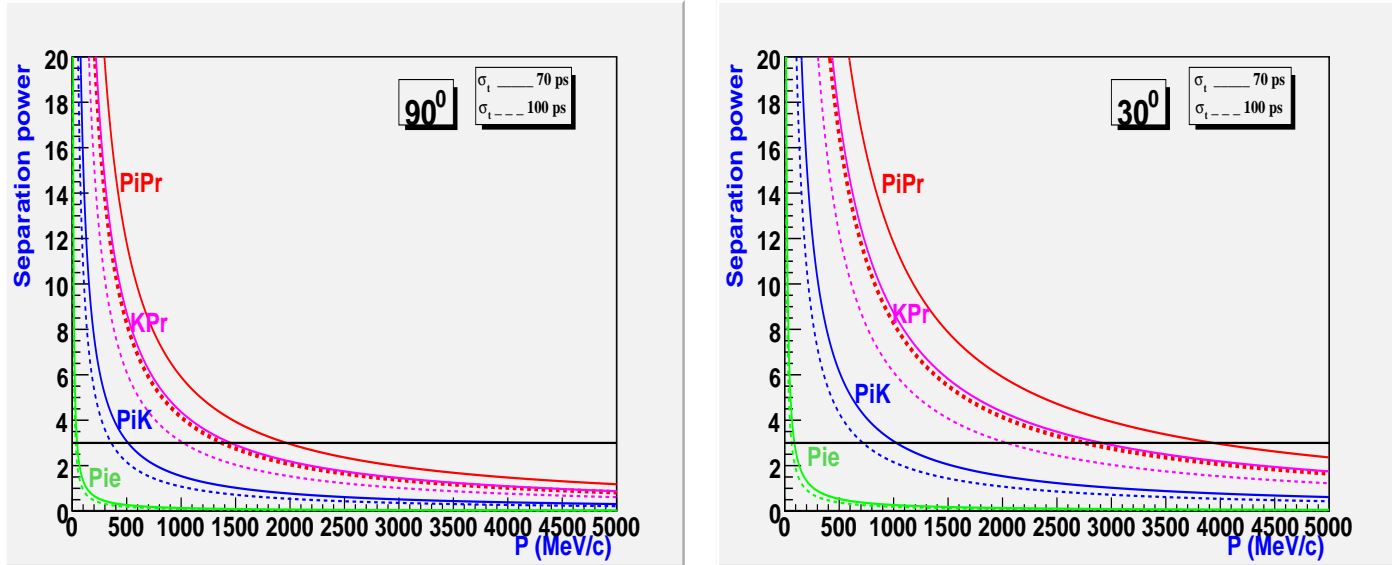 Separation power
20
18
16
14
12
10
8
6
4
2
0
90⁰
σt ____ 70 ps
σt _ _ _ 100 ps
PiPr
KPr
PiK
Pie
0 500 1000 1500 2000 2500 3000 3500 4000 4500 5000
P (MeV/c)
Separation power
20
18
16
14
12
10
8
6
4
2
0
30⁰
σt ____ 70 ps
σt _ _ _ 100 ps
PiPr
KPr
PiK
Pie
0 500 1000 1500 2000 2500 3000 3500 4000 4500 5000
P (MeV/c)